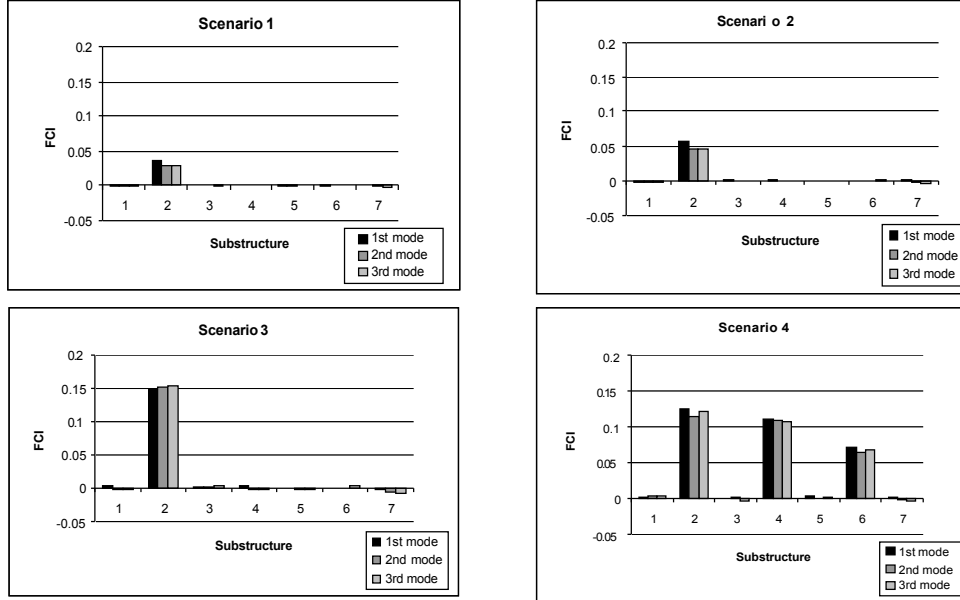 Scenario 1
0.2
0.15
0.1
0.05
0
-0.05
FCI
1 2 3 4 5 6 7
Substructure
1st mode
2nd mode
3rd mode
Scenari o 2
0.2
0.15
0.1
0.05
0
-0.05
FCI
1 2 3 4 5 6 7
Substructure
1st mode
2nd mode
3rd mode
Scenario 3
0.2
0.15
0.1
0.05
0
-0.05
FCI
1 2 3 4 5 6 7
Substructure
1st mode
2nd mode
3rd mode
Scenario 4
0.2
0.15
0.1
0.05
0
-0.05
FCI
1 2 3 4 5 6 7
Substructure
1st mode
2nd mode
3rd mode